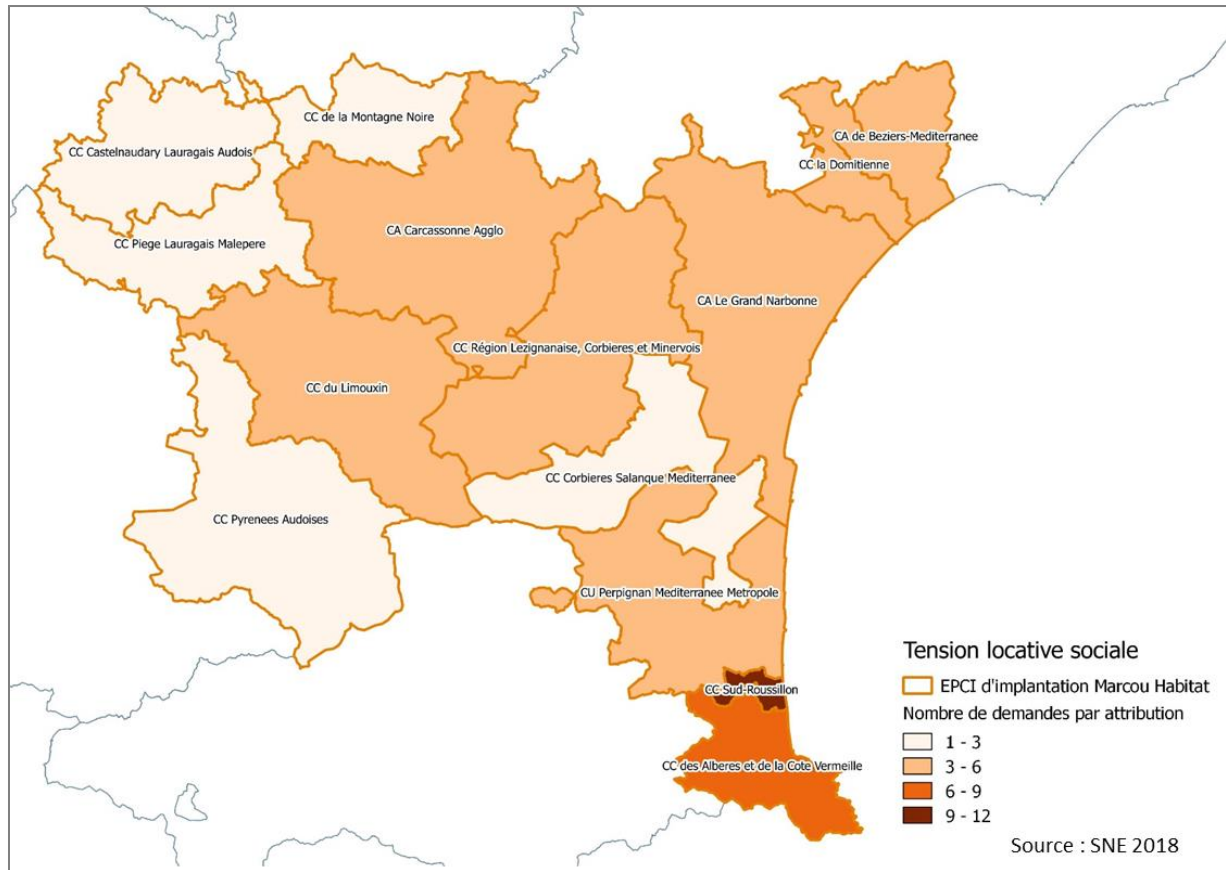 CC de la Montagne Noire
CC Castelnaudary Lauragais Audois
CA de Beziers-Mediterranee
CC la Domitienne
CC Piege Lauragais Malepere
CA Carcassonne Agglo
CA Le Grand Narbonne
CC Région Lezignanaise, Corbieres et Minervois
CC du Limouxin
CC Corbieres Salanque Mediterranee
CC Pyrenees Audoises
CU Perpignan Mediterranee Metropole
CC Sud-Roussillon
CC des Alberes et de la Cote Vermeille
Tension locative sociale
EPCI d'implantation Marcou Habitat
Nombre de demandes par attribution
1 - 3
3 - 6
6 - 9
9 - 12
Source : SNE 2018